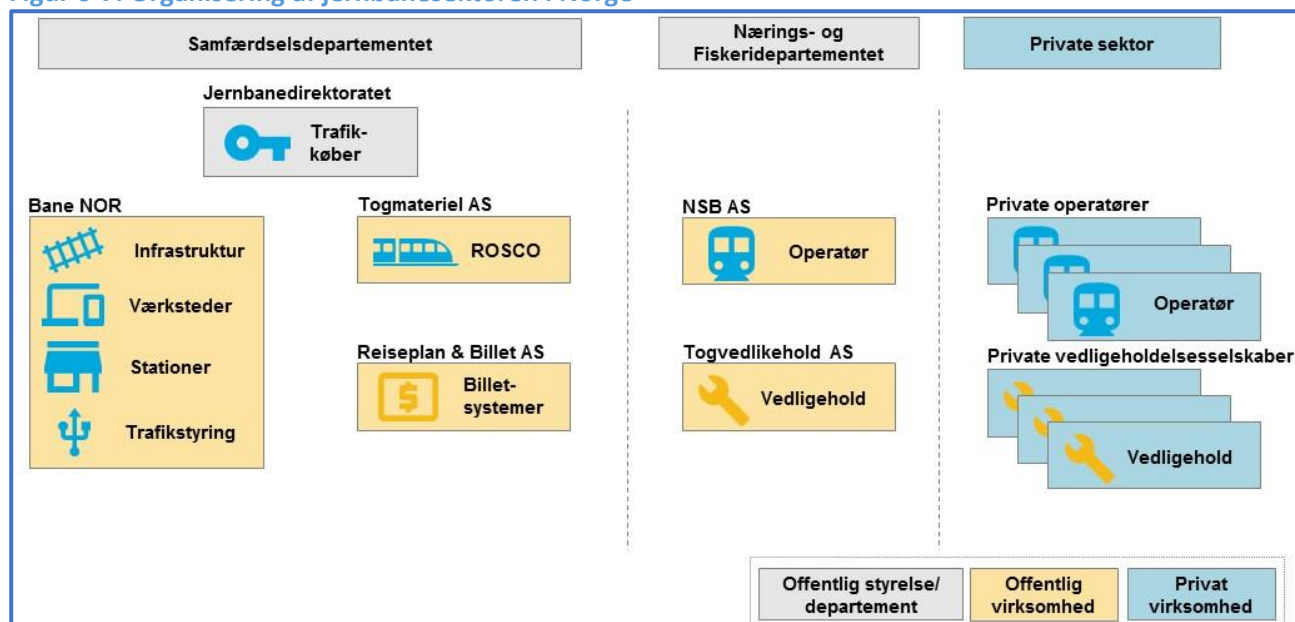 Samfærdselsdepartementet
Nærings- og
Fiskeridepartementet
Private sektor
Jernbanedirektoratet
Trafik-
køber
Bane NOR
Infrastruktur
Værksteder
Stationer
Trafikstyring
Togmateriel AS
ROSCO
Reiseplan & Billet AS
$
Billet-
systemer
NSB AS
Operatør
Togvedlikehold AS
Vedligehold
Private operatører
Operatør
Private vedligeholdelsesselskaber
Vedligehold
Offentlig styrelse/
departement
Offentlig
virksomhed
Privat
virksomhed